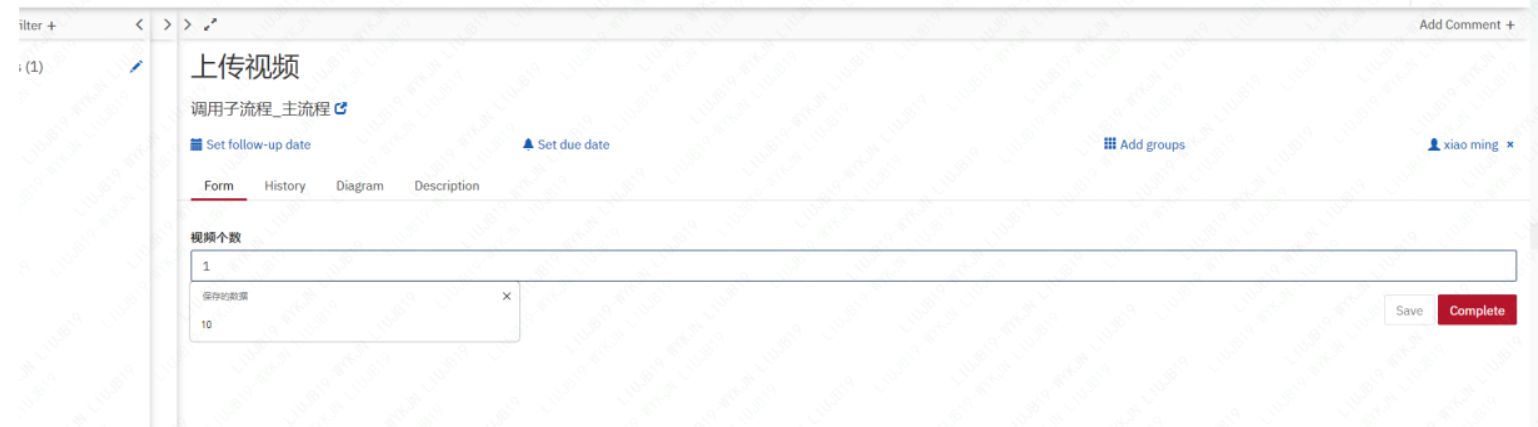 ilter +
Add Comment +
s (1)
上传视频
调用子流程_主流程
Set follow-up date
Set due date
Add groups
xiao ming ×
Form History Diagram Description
视频个数
1
保存的数据 ×
10
Save Complete